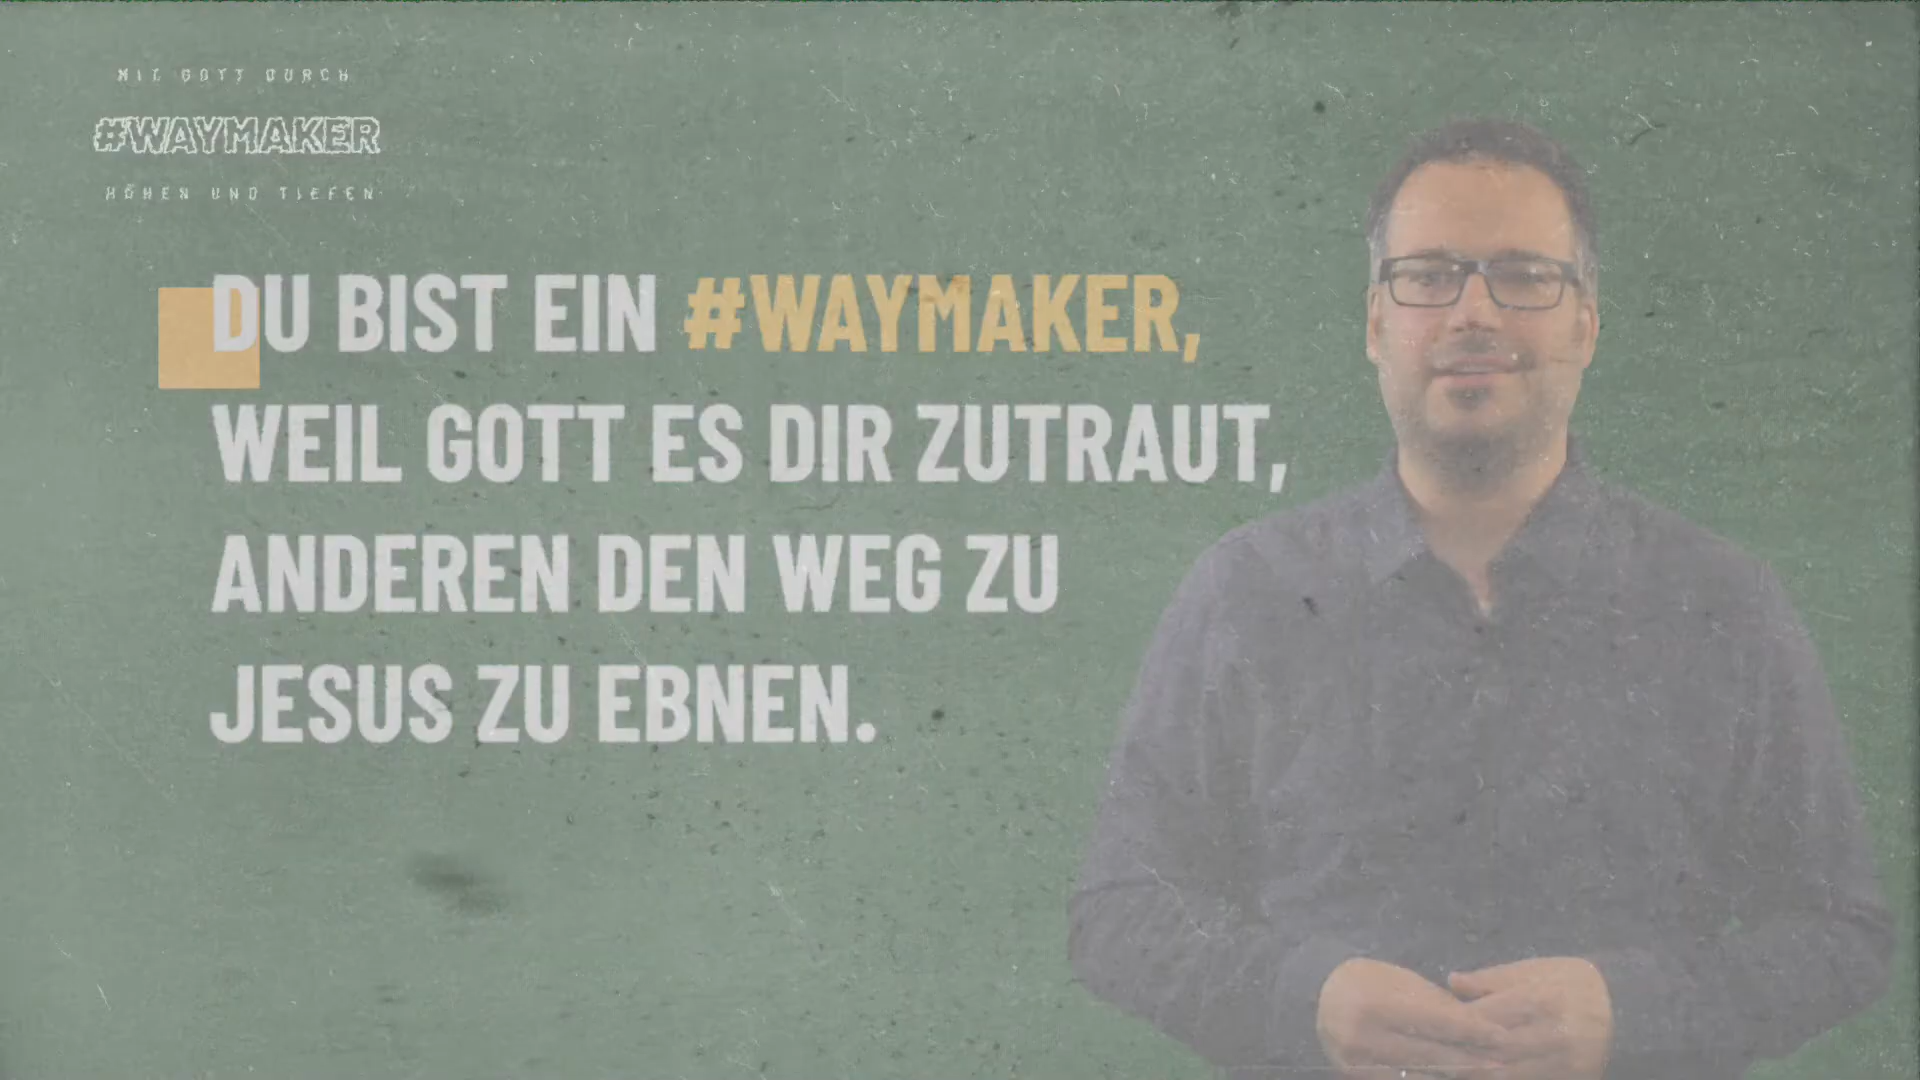 MIT GOTT DURCH
#WAYMAKER
HÖHEN UND TIEFEN
DU BIST EIN #WAYMAKER,
WEIL GOTT ES DIR ZUTRAUT,
ANDEREN DEN WEG ZU
JESUS ZU EBNEN.